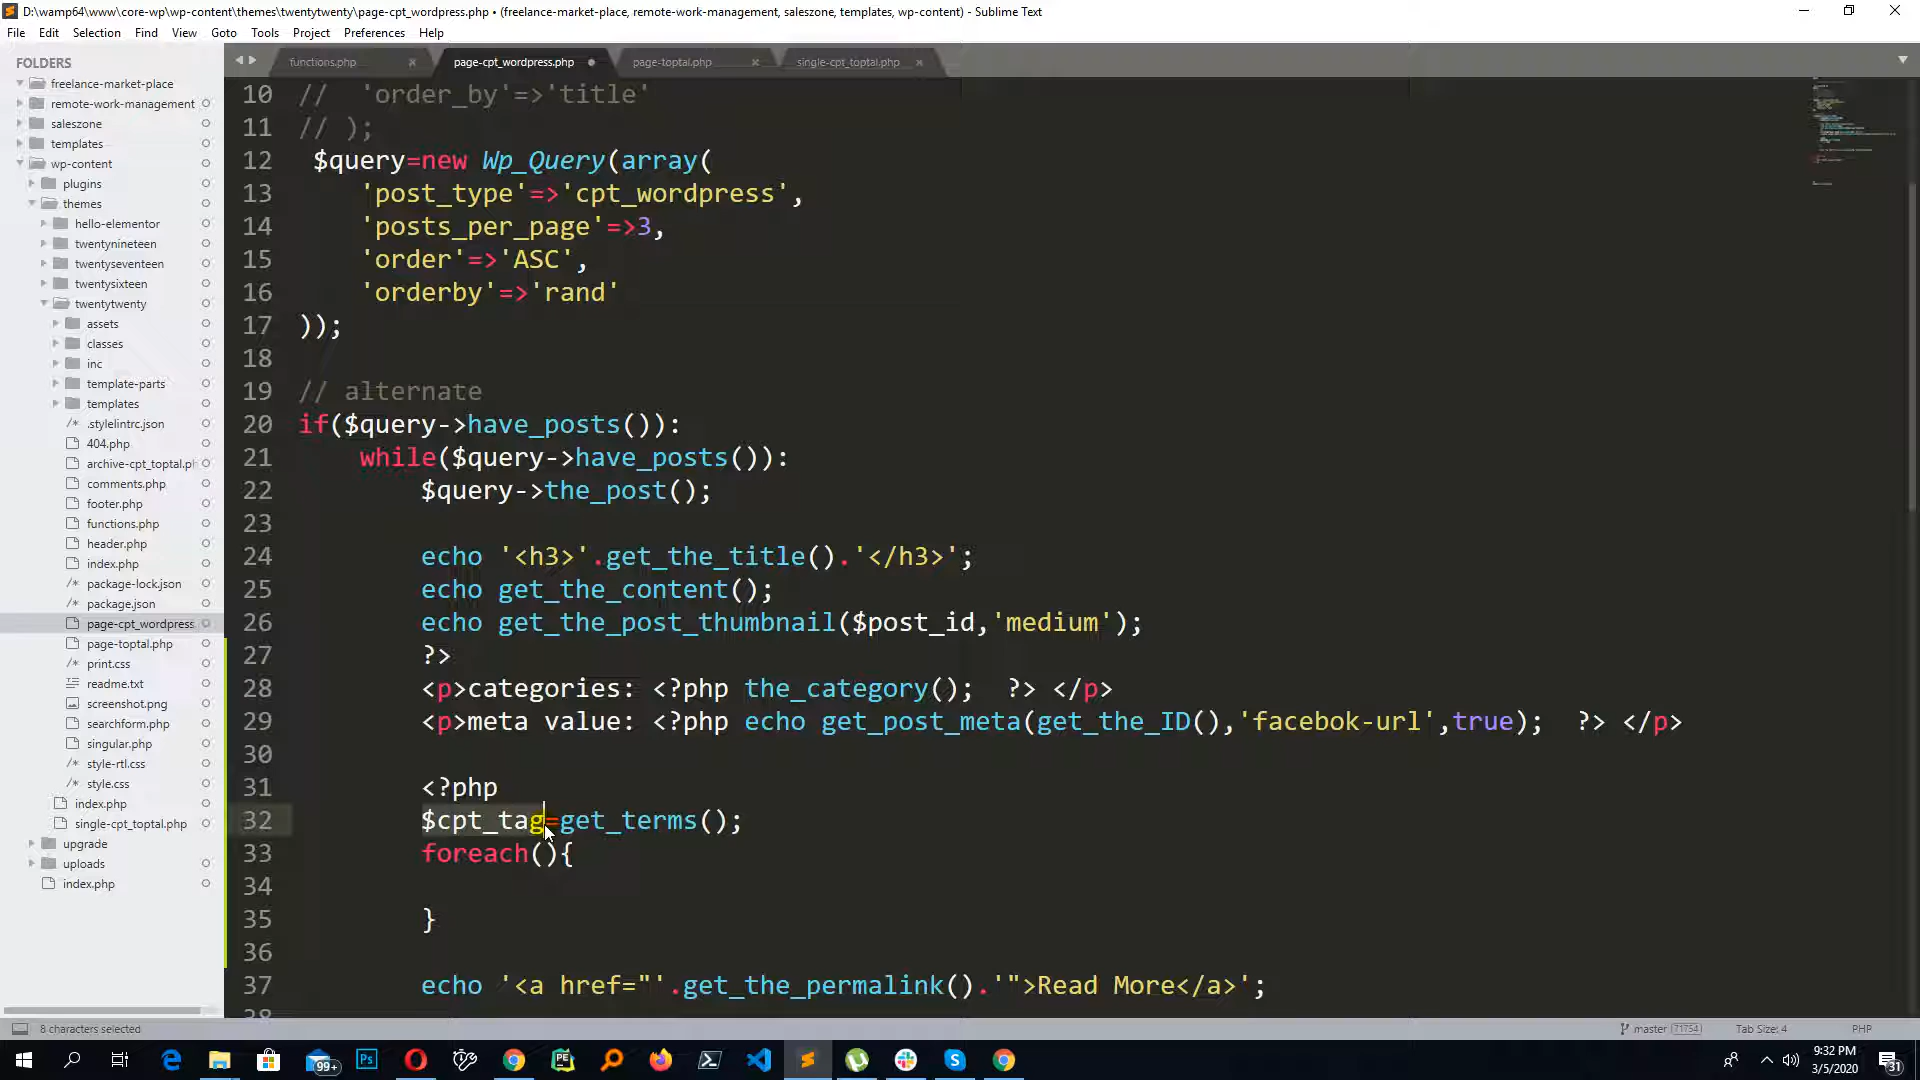 D:\wamp64\www\core-wp\wp-content\themes\twentytwenty\page-cpt_wordpress.php • (freelance-market-place, remote-work-management, saleszone, templates, wp-content) - Sublime Text
File Edit Selection Find View Goto Tools Project Preferences Help
FOLDERS
freelance-market-place
remote-work-management
saleszone
templates
wp-content
plugins
themes
hello-elementor
twentynineteen
twentyseventeen
twentysixteen
twentytwenty
assets
classes
inc
template-parts
templates
.stylelintrc.json
404.php
archive-cpt_toptal.ph
comments.php
footer.php
functions.php
header.php
index.php
package-lock.json
package.json
page-cpt_wordpress
page-toptal.php
print.css
readme.txt
screenshot.png
searchform.php
singular.php
style-rtl.css
style.css
index.php
single-cpt_toptal.php
upgrade
uploads
index.php
functions.php page-cpt_wordpress.php page-toptal.php single-cpt_toptal.php
10 //  'order_by'=>'title'
11 // );
12 $query=new Wp_Query(array(
13 'post_type'=>'cpt_wordpress',
14 'posts_per_page'=>3,
15 'order'=>'ASC',
16 'orderby'=>'rand'
17 ));
18
19 // alternate
20 if($query->have_posts()):
21 while($query->have_posts()):
22 $query->the_post();
23
24 echo '<h3>'.get_the_title().'</h3>';
25 echo get_the_content();
26 echo get_the_post_thumbnail($post_id,'medium');
27 ?>
28 <p>categories: <?php the_category();  ?> </p>
29 <p>meta value: <?php echo get_post_meta(get_the_ID(),'facebok-url',true);  ?> </p>
30
31 <?php
32 $cpt_tag=get_terms();
33 foreach(){
34
35 }
36
37 echo '<a href="'.get_the_permalink().'">Read More</a>';
38
8 characters selected
master 71754 Tab Size: 4 PHP
99+
9:32 PM
3/5/2020
31